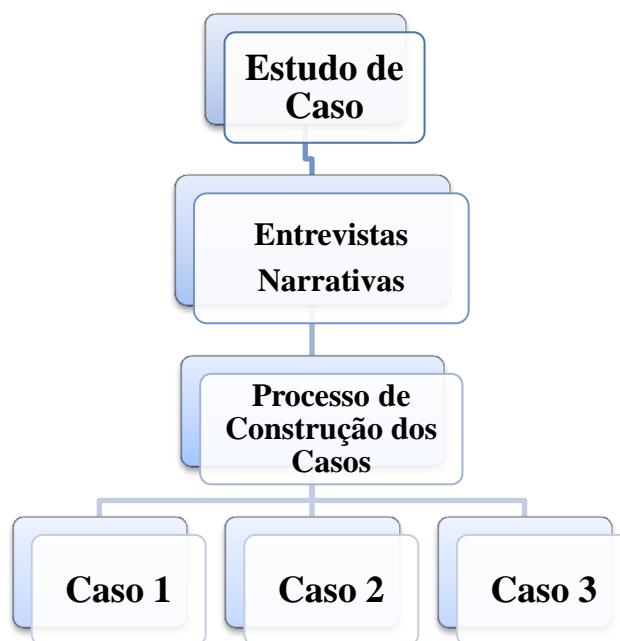 Estudo de
Caso
Entrevistas
Narrativas
Processo de
Construção dos
Casos
Caso 1
Caso 2
Caso 3